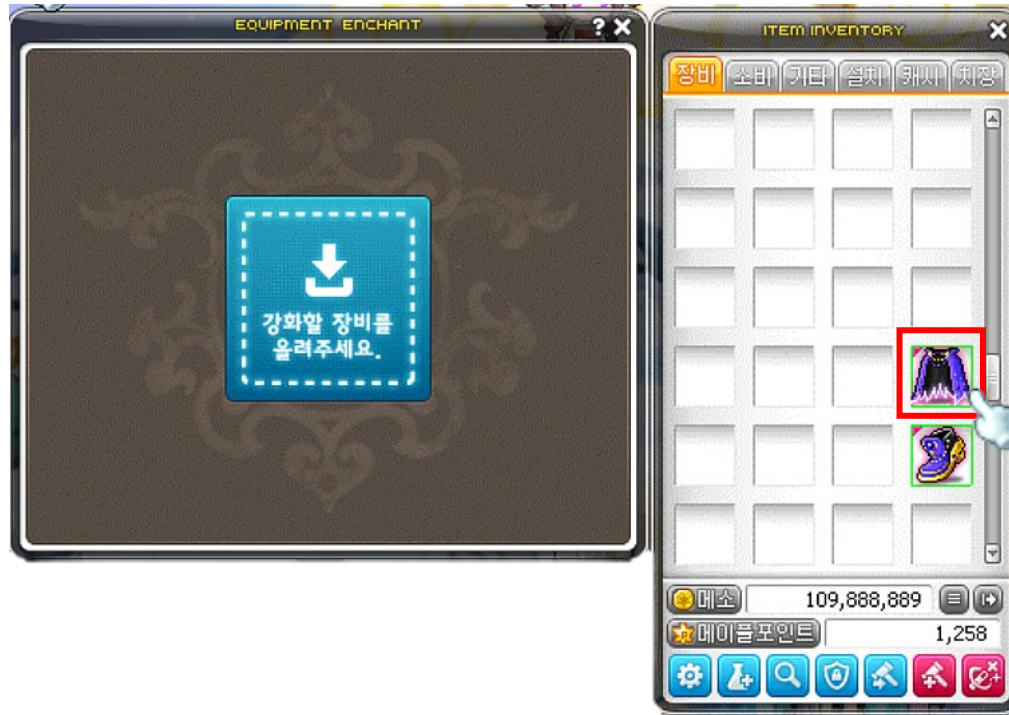 EQUIPMENT ENCHANT
?
강화할 장비를
올려주세요.
ITEM INVENTORY
장비 소비 기타 설치 캐시 치장
메소 109,888,889
메이플포인트 1,258